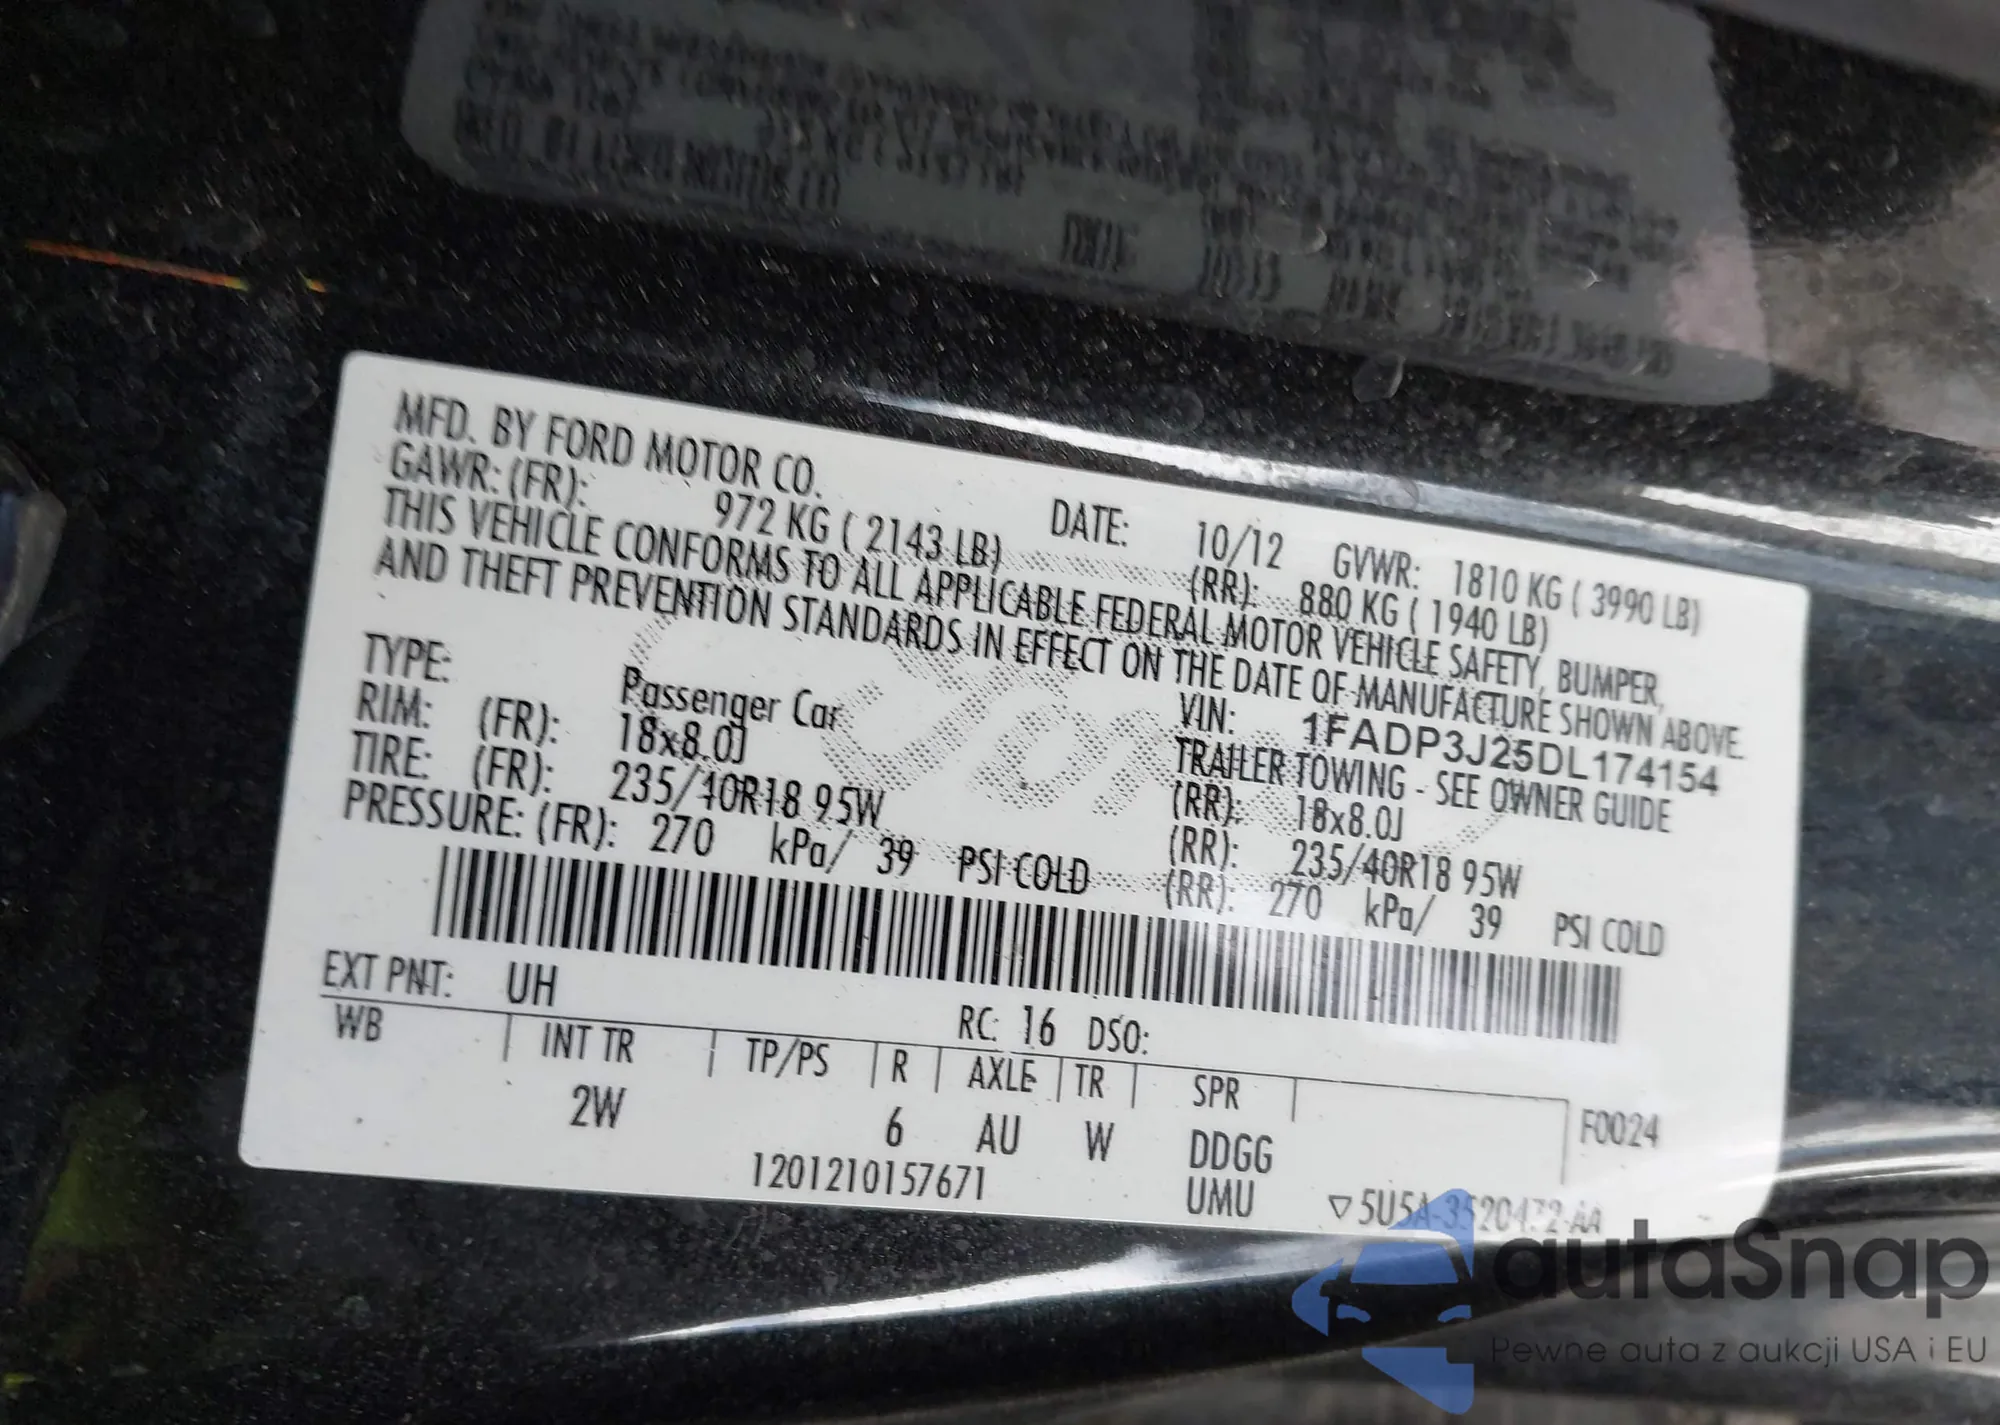 MFD. BY FORD MOTOR CO. DATE: 10/12 GVWR: 1810 KG ( 3990 LB)
GAWR: (FR): 972 KG ( 2143 LB) (RR): 880 KG ( 1940 LB)
THIS VEHICLE CONFORMS TO ALL APPLICABLE FEDERAL MOTOR VEHICLE SAFETY, BUMPER,
AND THEFT PREVENTION STANDARDS IN EFFECT ON THE DATE OF MANUFACTURE SHOWN ABOVE.
VIN: 1FADP3J25DL174154
TYPE: Passenger Car TRAILER TOWING - SEE OWNER GUIDE
RIM: (FR): 18x8.0J (RR): 18x8.0J
TIRE: (FR): 235/40R18 95W (RR): 235/40R18 95W
PRESSURE: (FR): 270 kPa/ 39 PSI COLD (RR): 270 kPa/ 39 PSI COLD
EXT PNT: UH RC: 16 DSO:
WB INT TR TP/PS R AXLE TR SPR
2W 6 AU W DDGG F0024
1201210157671 UMU ▽5U5A-3520472-AA
autaSnap
Pewne auta z aukcji USA i EU